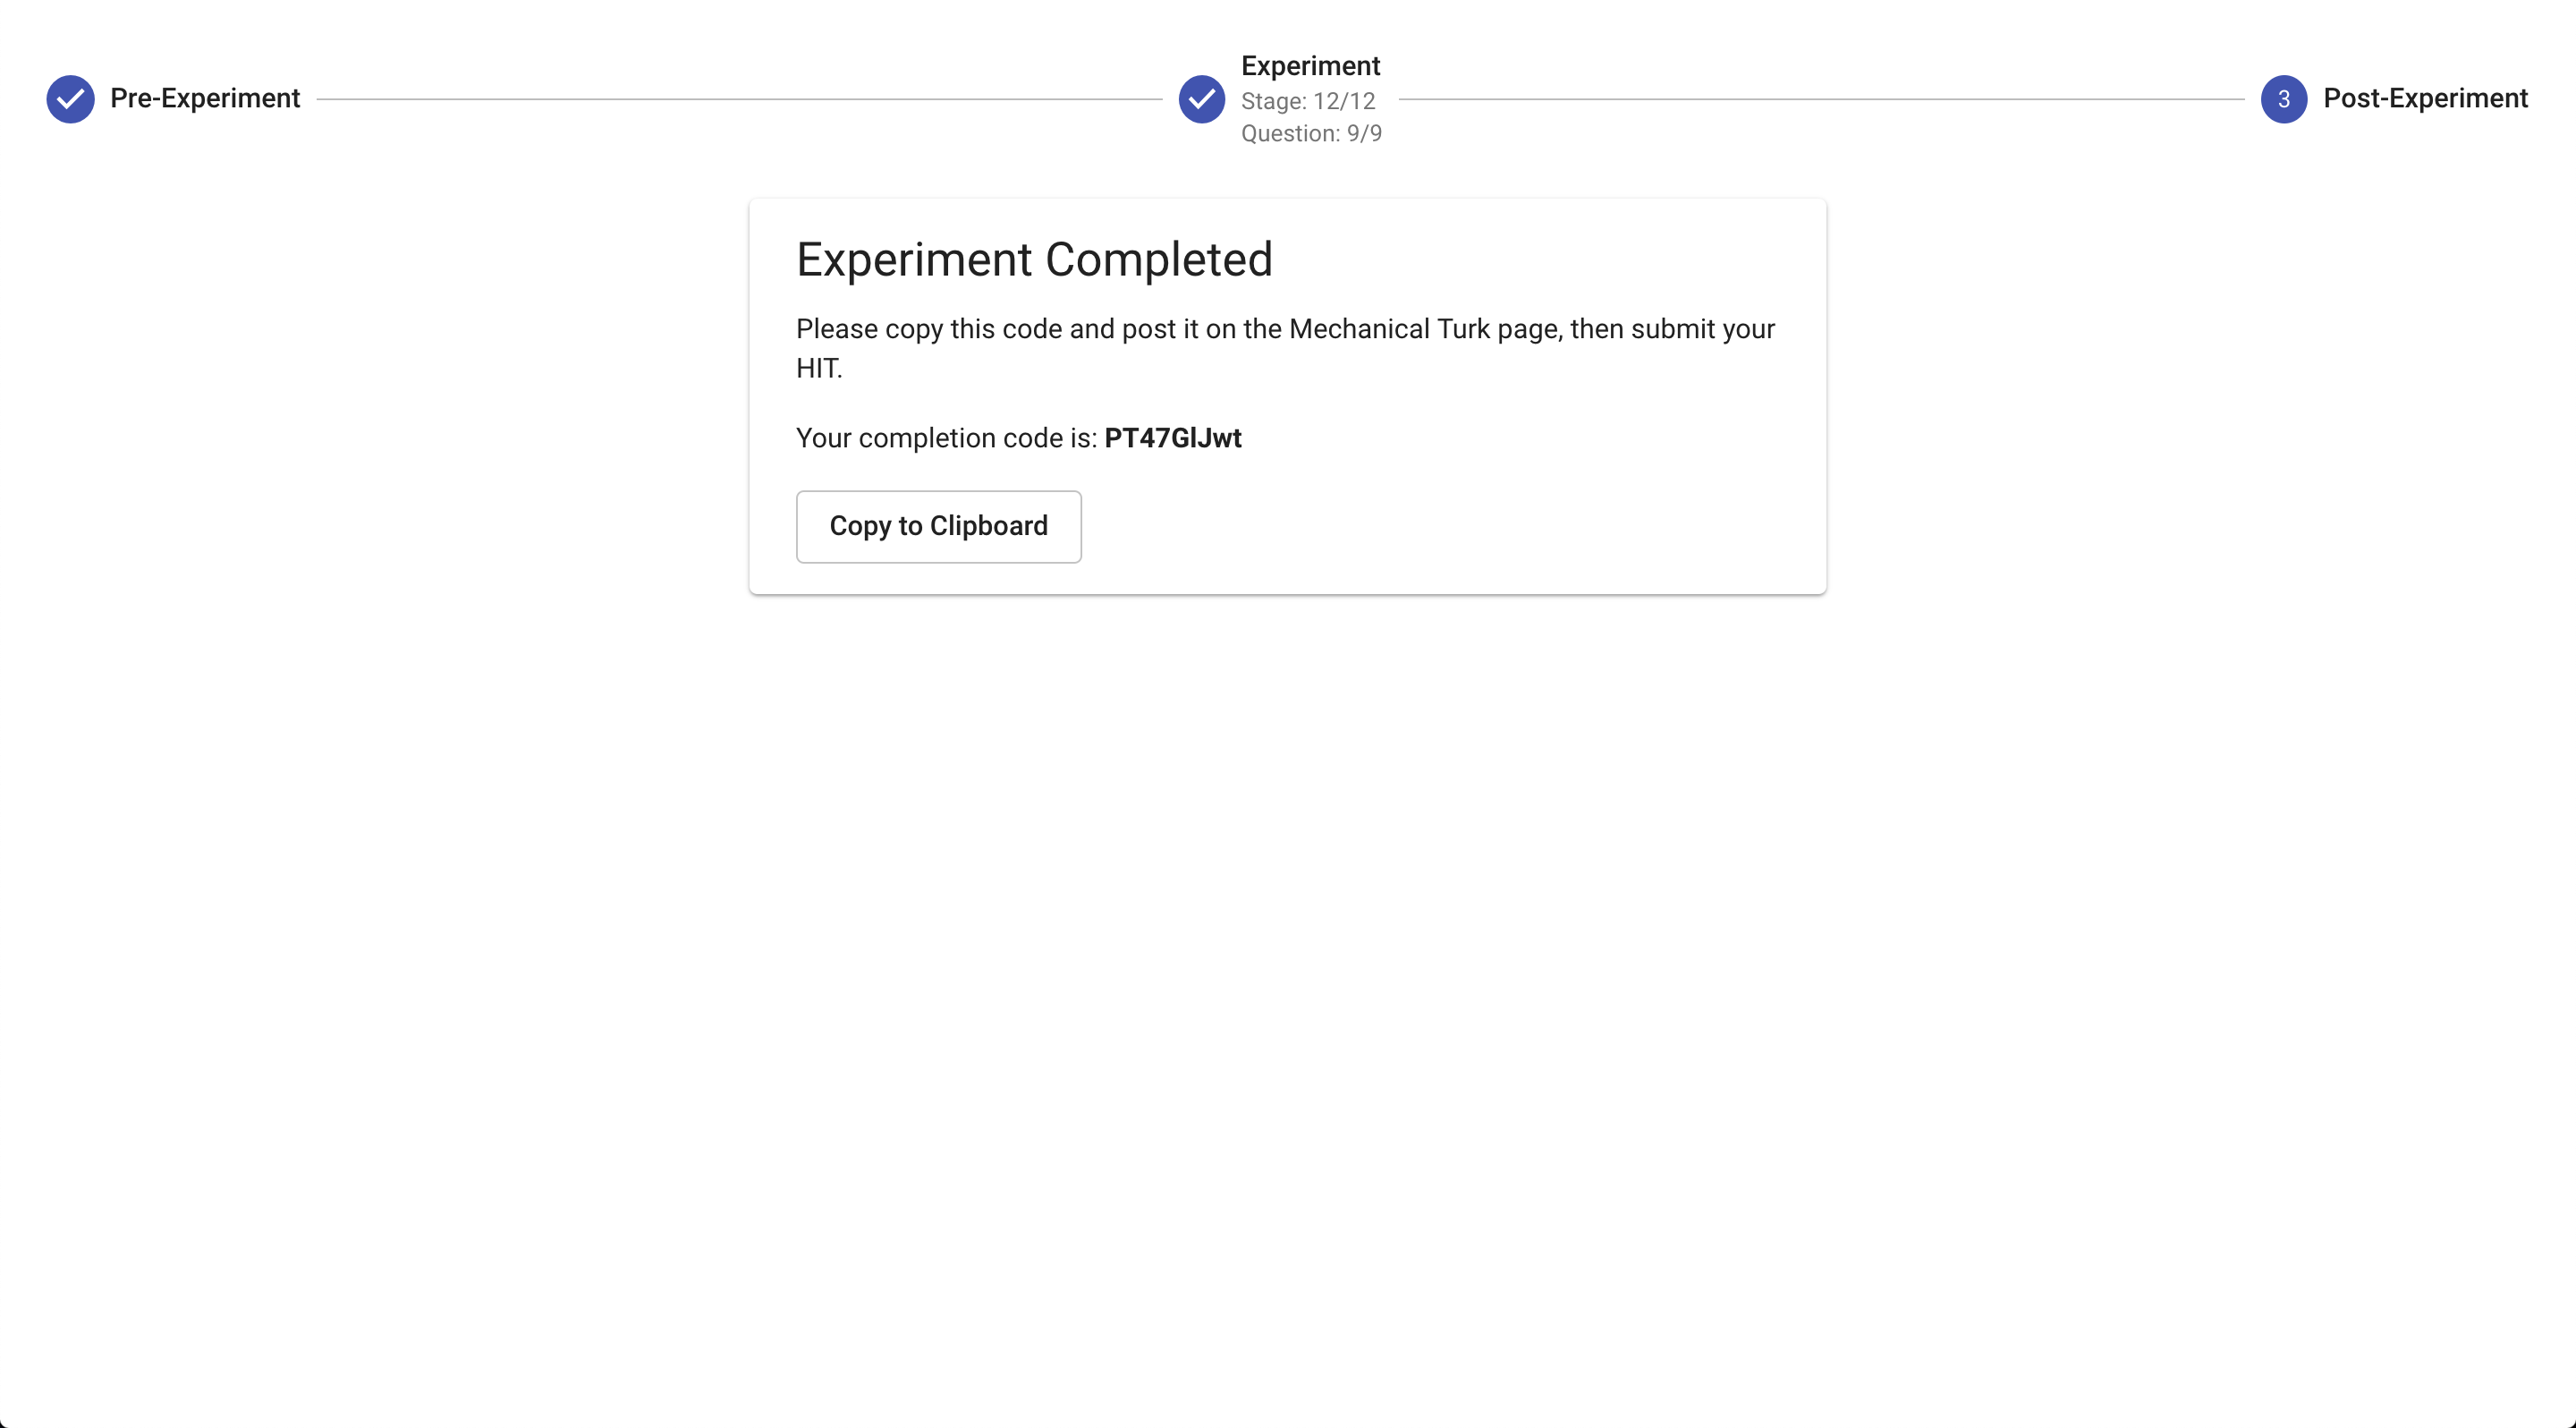 Pre-Experiment
Experiment
Stage: 12/12
Question: 9/9
3
Post-Experiment
Experiment Completed
Please copy this code and post it on the Mechanical Turk page, then submit your
HIT.
Your completion code is: PT47GlJwt
Copy to Clipboard